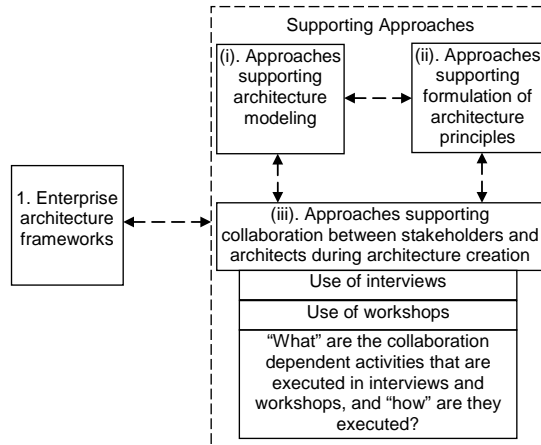 Supporting Approaches
(i). Approaches
supporting
architecture
modeling
(ii). Approaches
supporting
formulation of
architecture
principles
1. Enterprise
architecture
frameworks
(iii). Approaches supporting
collaboration between stakeholders and
architects during architecture creation
Use of interviews
Use of workshops
“What” are the collaboration
dependent activities that are
executed in interviews and
workshops, and “how” are they
executed?